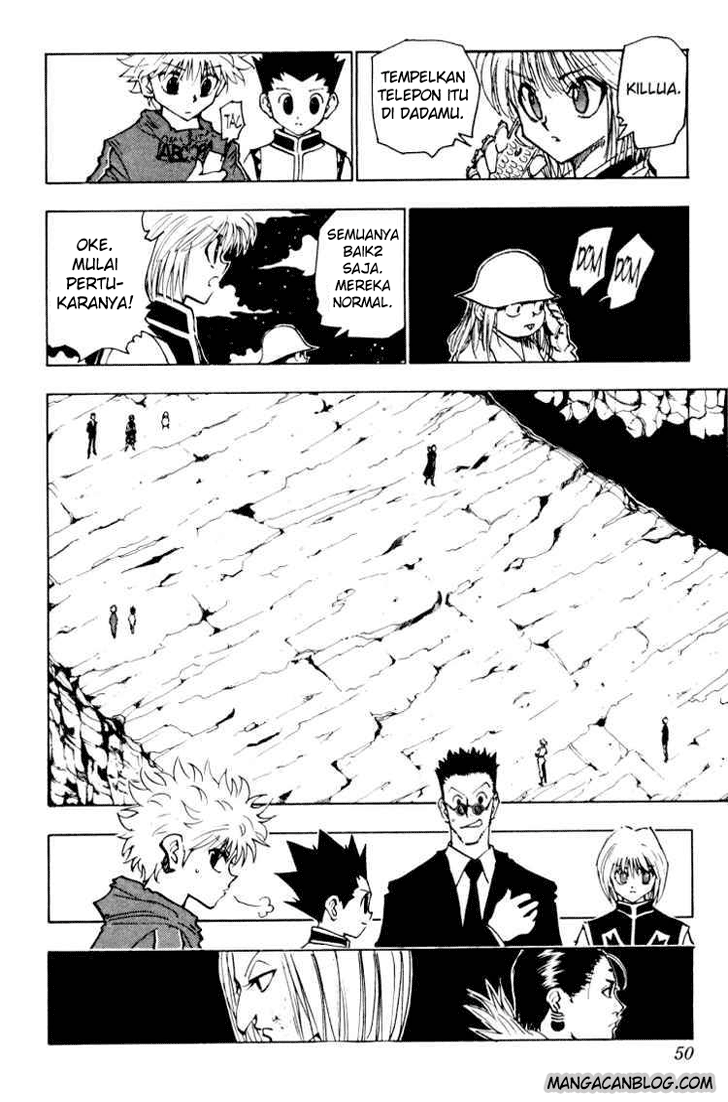 KILLUA.
TEMPELKAN
TELEPON ITU
DI DADAMU.
TAC
DOM
DOM
SEMUANYA
BAIK2
SAJA.
MEREKA
NORMAL.
OKE.
MULAI
PERTU-
KARANYA!
50
MANGACANBLOG.COM